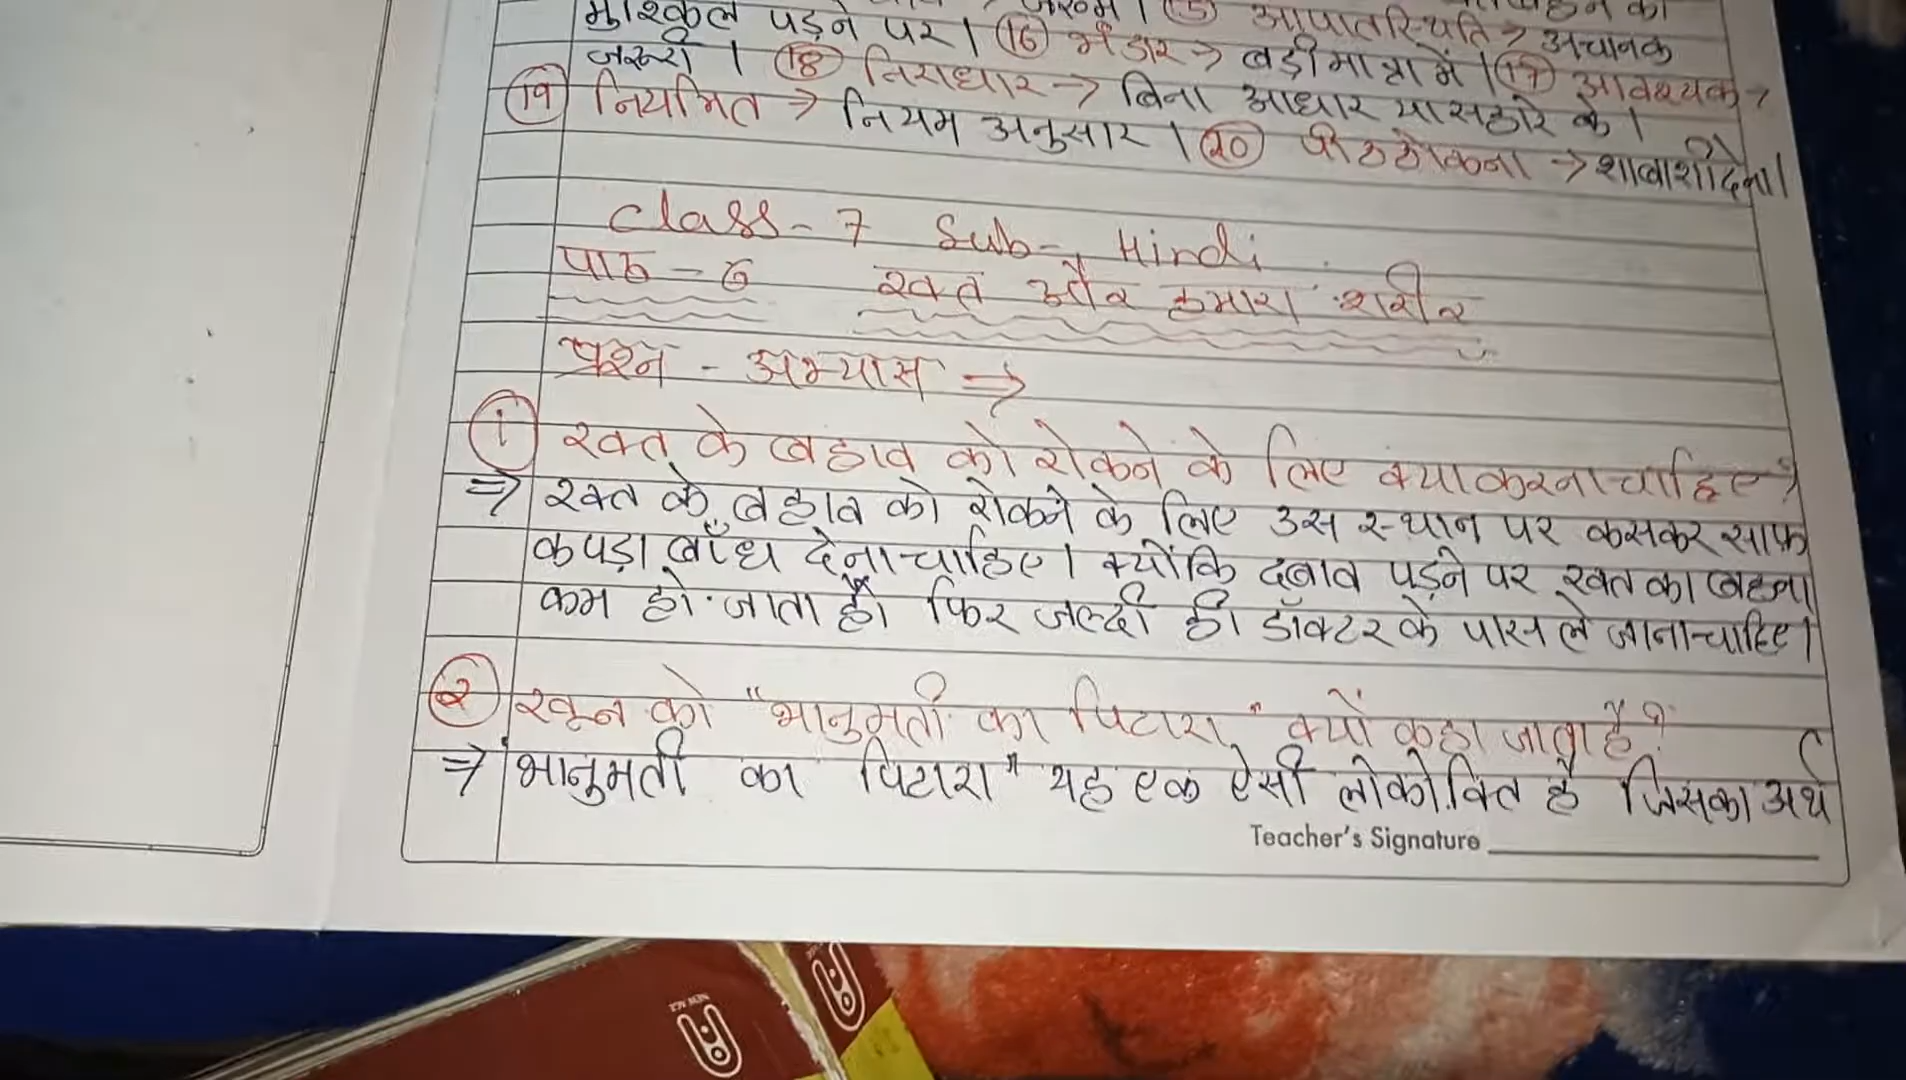 मुश्किल पड़ने पर। (16) भंडार → बड़ी मात्रा में। (17) आवश्यक →
जरूरी। (18) निराधार → बिना आधार या सहारे के।
(19) नियमित → नियम अनुसार। (20) पीठ ठोकना → शाबाशी देना।
Class - 7 Sub - Hindi
पाठ - 6 रक्त और हमारा शरीर
प्रश्न - अभ्यास ⇒
(1) रक्त के बहाव को रोकने के लिए क्या करना चाहिए?
⇒ रक्त के बहाव को रोकने के लिए उस स्थान पर कसकर साफ
कपड़ा बाँध देना चाहिए। क्योंकि दबाव पड़ने पर रक्त का बहना
कम हो जाता है। फिर जल्दी ही डॉक्टर के पास ले जाना चाहिए।
(2) खून को "भानुमती का पिटारा" क्यों कहा जाता है?
⇒ भानुमती का पिटारा" यह एक ऐसी लोकोक्ति है जिसका अर्थ
Teacher's Signature